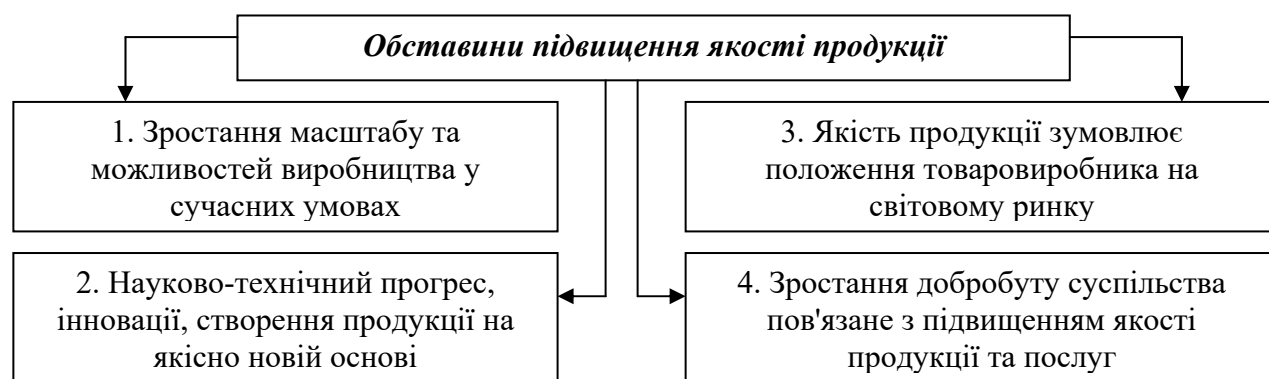 Обставини підвищення якості продукції
1. Зростання масштабу та
можливостей виробництва у
сучасних умовах
2. Науково-технічний прогрес,
інновації, створення продукції на
якісно новій основі
3. Якість продукції зумовлює
положення товаровиробника на
світовому ринку
4. Зростання добробуту суспільства
пов'язане з підвищенням якості
продукції та послуг